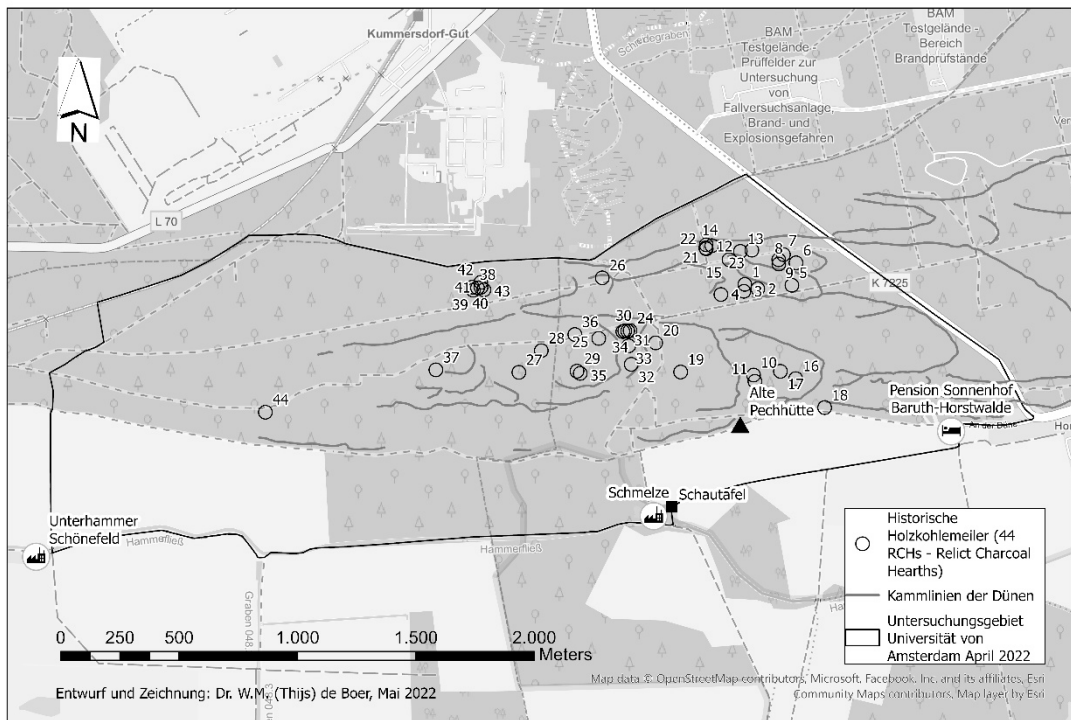 Kummersdorf-Gut
Schiedegraben
BAM
Testgelände -
Prüffelder zur
Untersuchung
von
Fallversuchsanlage,
Brand- und
Explosionsgefahren
BAM
Testgelände -
Bereich
Brandprüfstände
N
L 70
K 7225
14
22
12
13
7
8
6
21
23
15
1
9
5
4
3
2
26
42
38
41
43
39
40
30
24
36
25
31
20
34
28
33
29
27
35
32
19
37
44
10
11
16
17
18
Alte
Pechhütte
Pension Sonnenhof
Baruth-Horstwalde
An der Düne
Schmelze
Schautafel
Unterhammer
Schönefeld
Hammerfließ
Hammerfließ
Historische
Holzkohlemeiler (44
RCHs - Relict Charcoal
Hearths)
Kammlinien der Dünen
Untersuchungsgebiet
Universität von
Amsterdam April 2022
0 250 500 1.000 1.500 2.000
Meters
Entwurf und Zeichnung: Dr. W.M. (Thijs) de Boer, Mai 2022
Map data © OpenStreetMap contributors, Microsoft, Facebook, Inc. and its affiliates, Esri
Community Maps contributors, Map layer by Esri